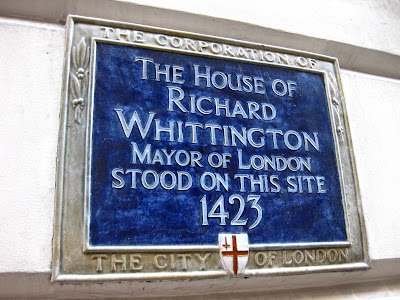 THE CORPORATION OF
THE HOUSE OF
RICHARD
WHITTINGTON
MAYOR OF LONDON
STOOD ON THIS SITE
1423
THE CITY OF LONDON